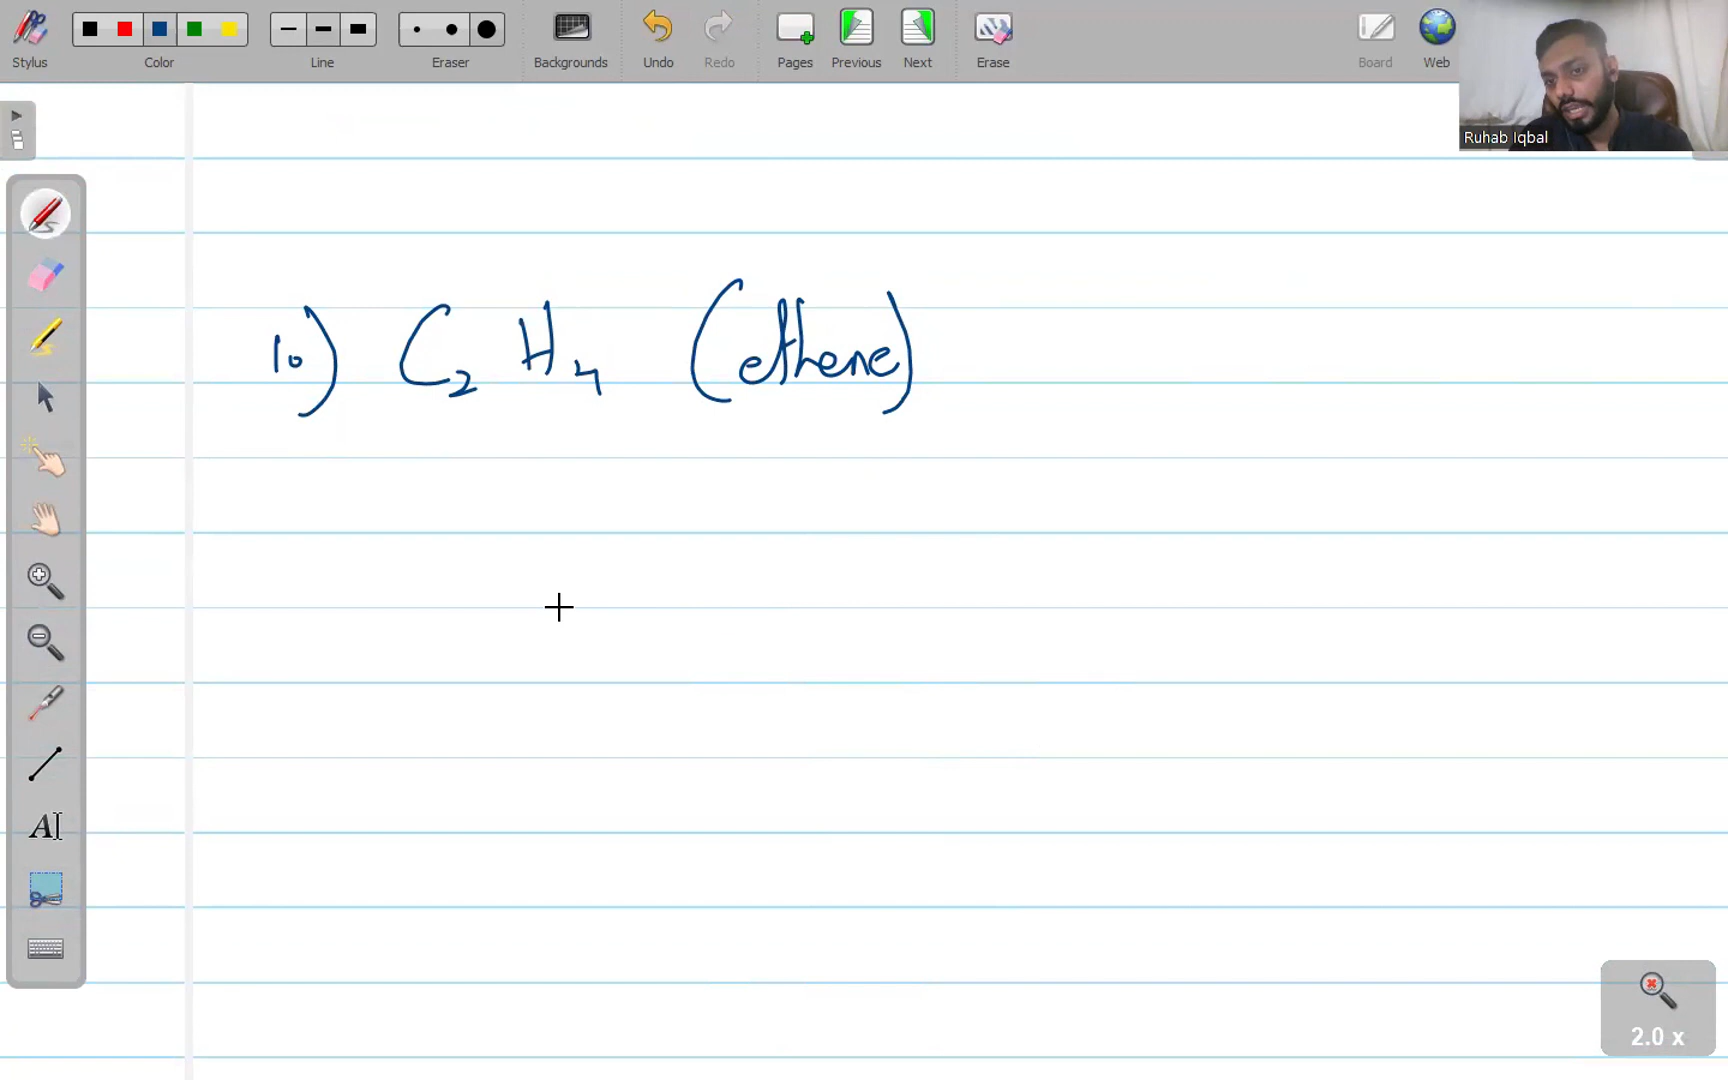 Stylus Color Line Eraser Backgrounds Undo Redo Pages Previous Next Erase Board Web
Ruhab Iqbal
10) C₂ H₄ (ethene)
A
2.0 x